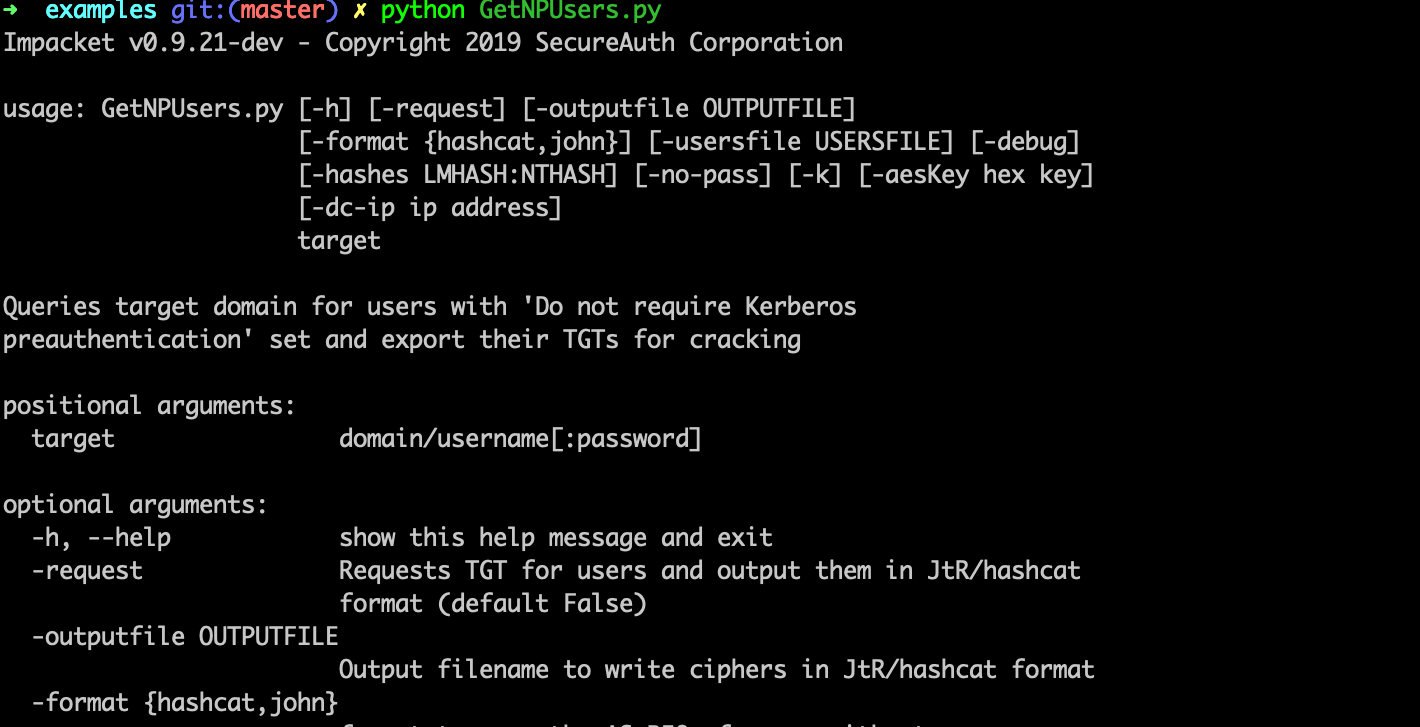 ➜  examples git:(master) ✗ python GetNPUsers.py
Impacket v0.9.21-dev - Copyright 2019 SecureAuth Corporation

usage: GetNPUsers.py [-h] [-request] [-outputfile OUTPUTFILE]
                     [-format {hashcat,john}] [-usersfile USERSFILE] [-debug]
                     [-hashes LMHASH:NTHASH] [-no-pass] [-k] [-aesKey hex key]
                     [-dc-ip ip address]
                     target

Queries target domain for users with 'Do not require Kerberos
preauthentication' set and export their TGTs for cracking

positional arguments:
  target                domain/username[:password]

optional arguments:
  -h, --help            show this help message and exit
  -request              Requests TGT for users and output them in JtR/hashcat
                        format (default False)
  -outputfile OUTPUTFILE
                        Output filename to write ciphers in JtR/hashcat format
  -format {hashcat,john}